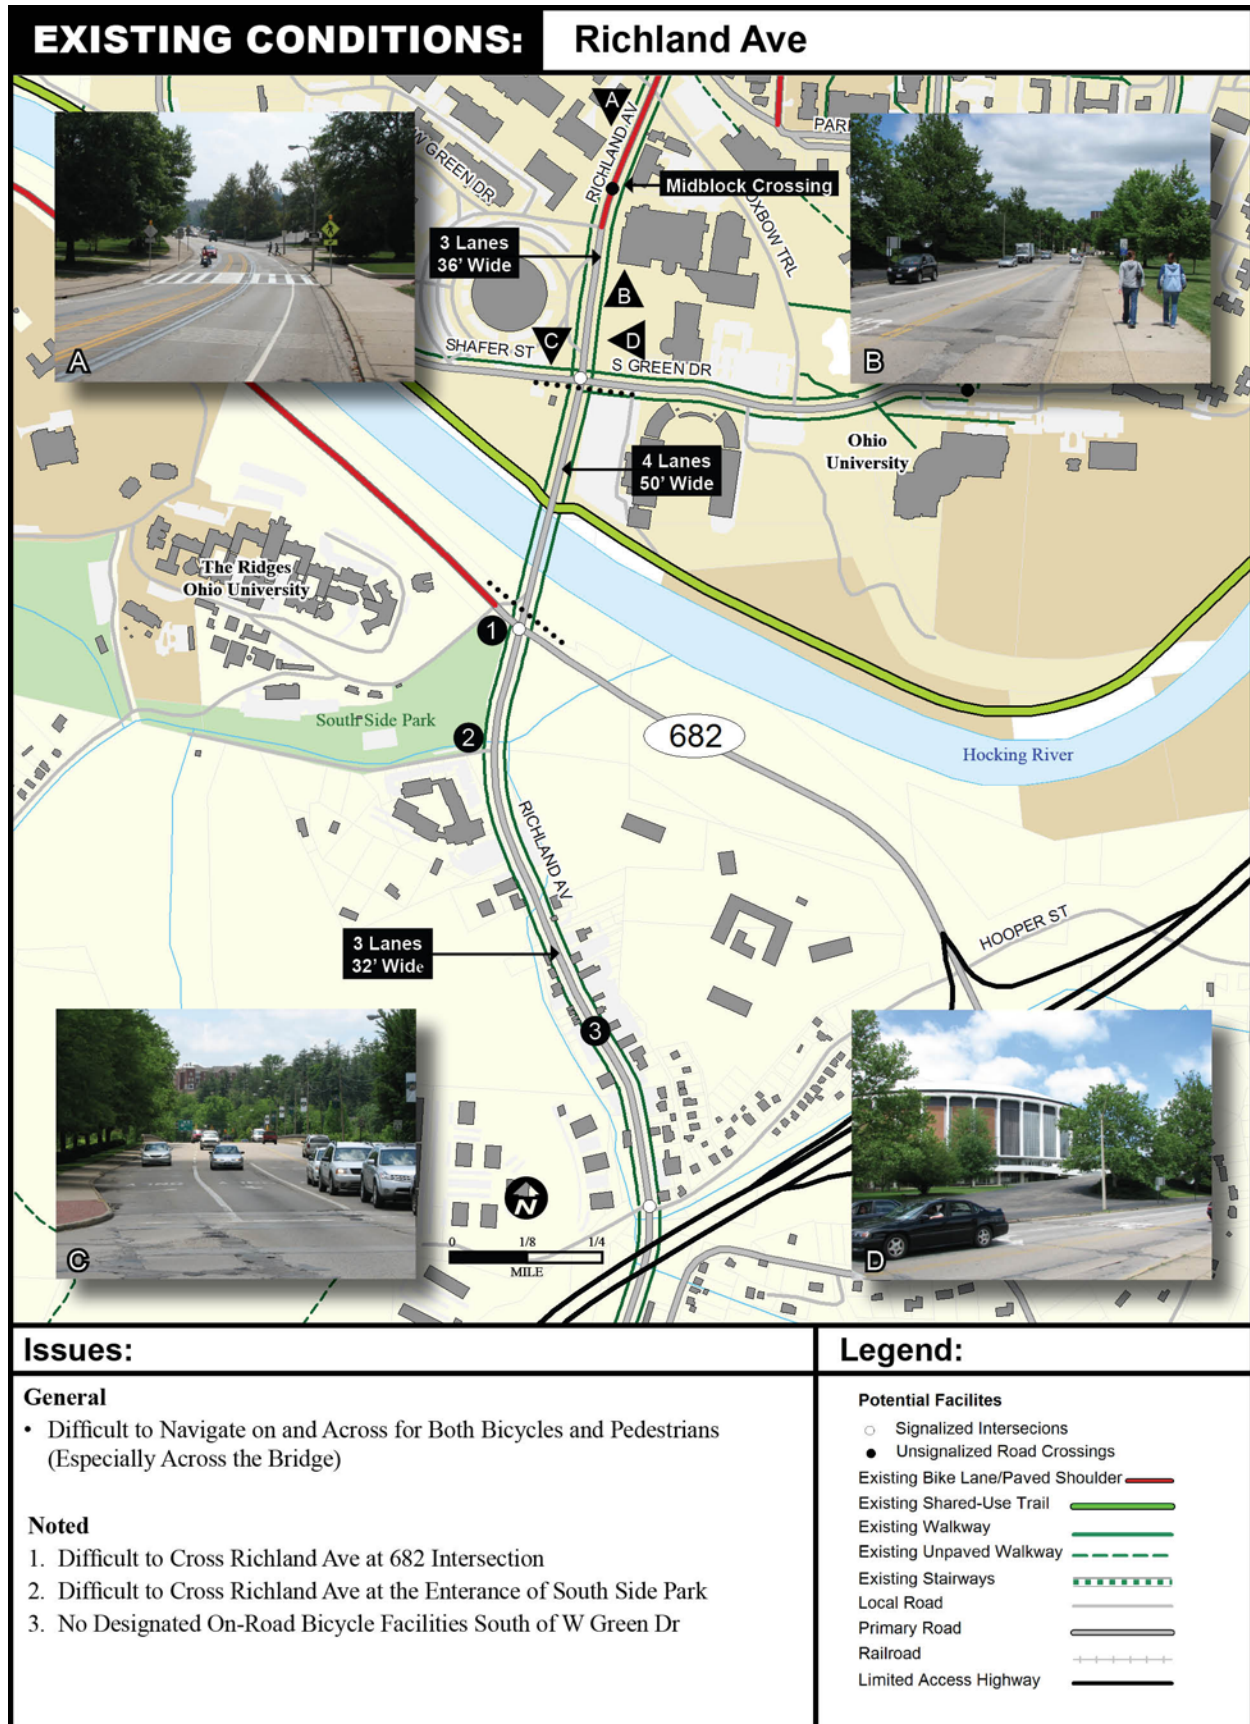 EXISTING CONDITIONS:
Richland Ave
A
RICHLAND AV
PAR
W GREEN DR
Midblock Crossing
OXBOW TRL
3 Lanes
36' Wide
B
A
B
C
D
SHAFER ST
S GREEN DR
Ohio
University
4 Lanes
50' Wide
The Ridges
Ohio University
1
South Side Park
2
682
Hocking River
RICHLAND AV
HOOPER ST
3 Lanes
32' Wide
3
N
0 1/8 1/4
MILE
C
D
Issues:
General
• Difficult to Navigate on and Across for Both Bicycles and Pedestrians
(Especially Across the Bridge)
Noted
1. Difficult to Cross Richland Ave at 682 Intersection
2. Difficult to Cross Richland Ave at the Enterance of South Side Park
3. No Designated On-Road Bicycle Facilities South of W Green Dr
Legend:
Potential Facilites
Signalized Intersecions
Unsignalized Road Crossings
Existing Bike Lane/Paved Shoulder
Existing Shared-Use Trail
Existing Walkway
Existing Unpaved Walkway
Existing Stairways
Local Road
Primary Road
Railroad
Limited Access Highway